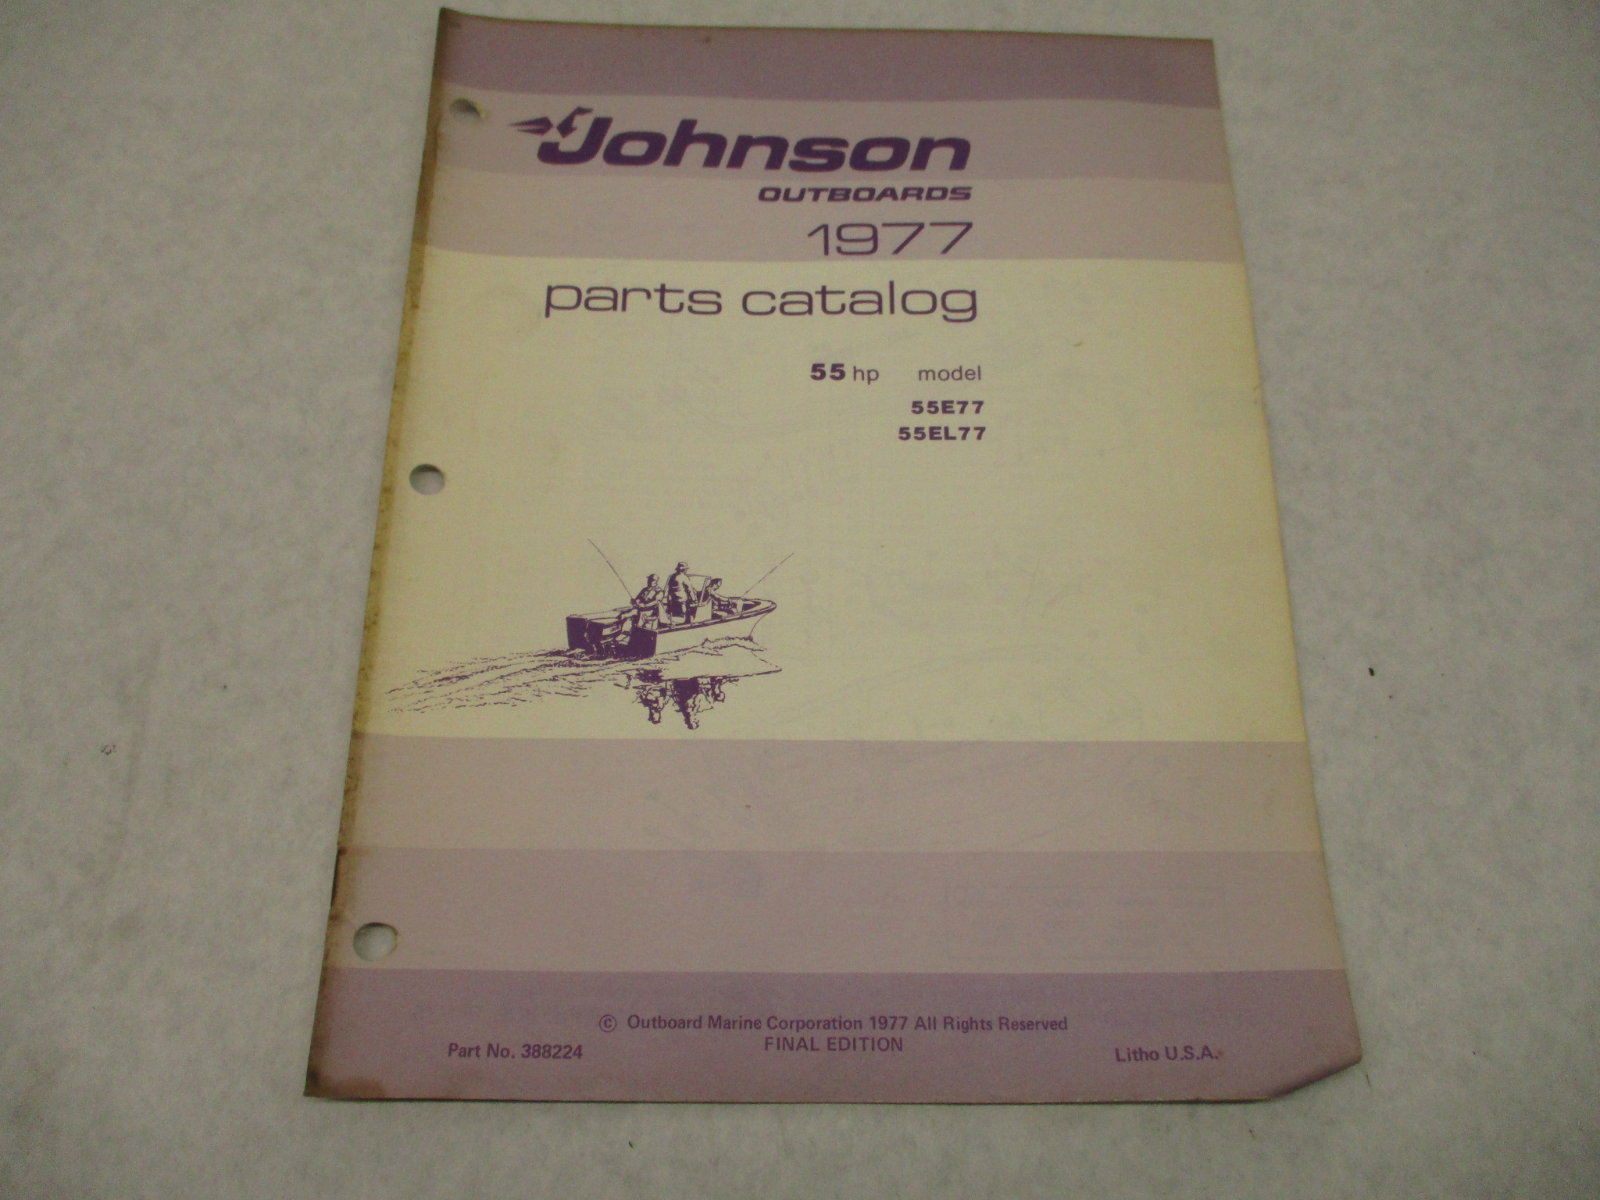 Johnson
OUTBOARDS
1977
parts catalog
55 hp model
55E77
55EL77
© Outboard Marine Corporation 1977 All Rights Reserved
FINAL EDITION
Part No. 388224
Litho U.S.A.